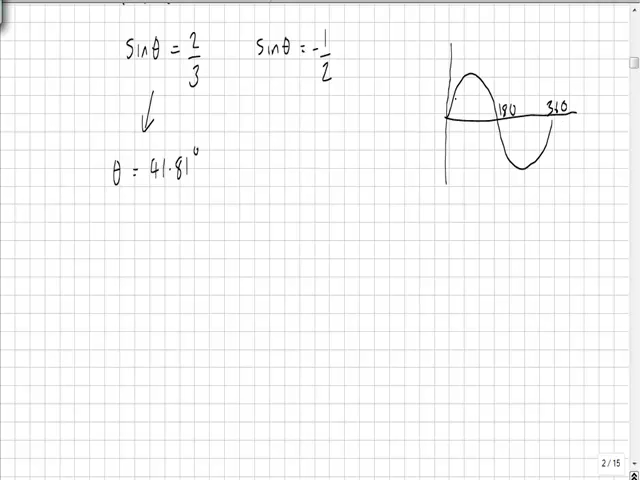 sinθ = 2/3    sinθ = -1/2
180    360
θ = 41.81°
2 / 15